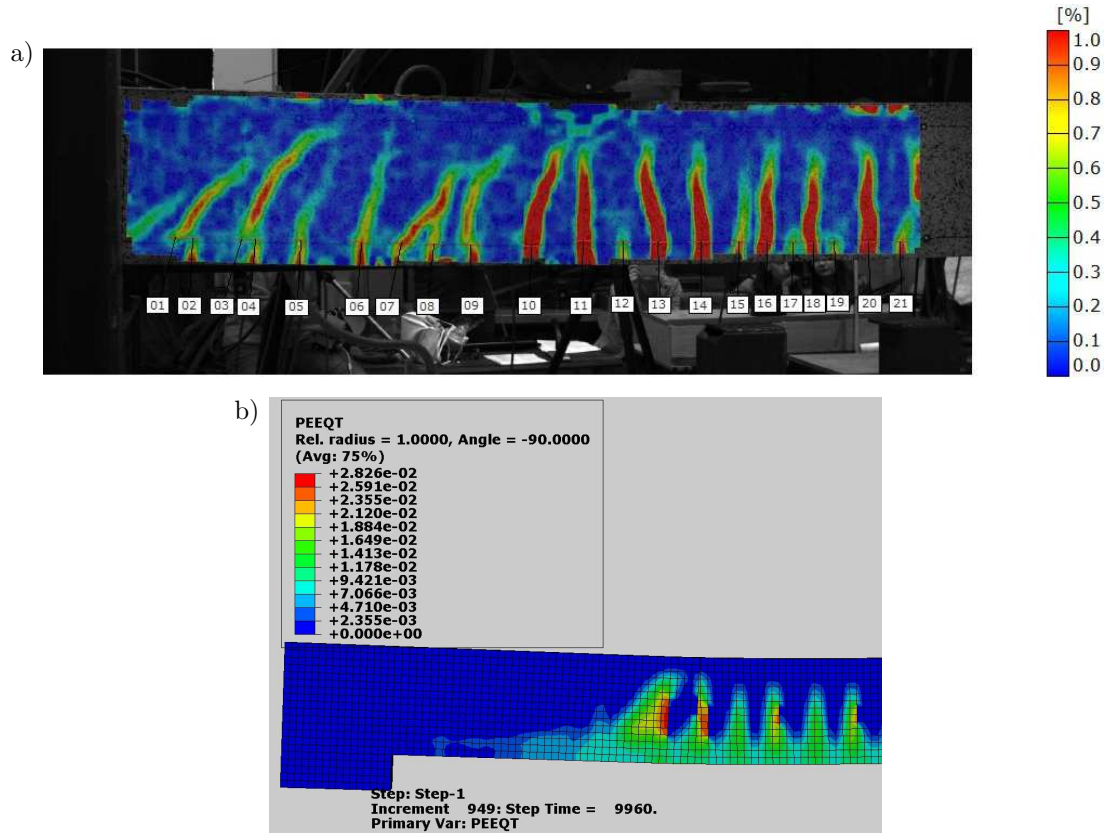 a)
[%]
1.0
0.9
0.8
0.7
0.6
0.5
0.4
0.3
0.2
0.1
0.0
01 02 03 04 05 06 07 08 09 10 11 12 13 14 15 16 17 18 19 20 21
b)
PEEQT
Rel. radius = 1.0000, Angle = -90.0000
(Avg: 75%)
+2.826e-02
+2.591e-02
+2.355e-02
+2.120e-02
+1.884e-02
+1.649e-02
+1.413e-02
+1.178e-02
+9.421e-03
+7.066e-03
+4.710e-03
+2.355e-03
+0.000e+00
Step: Step-1
Increment 949: Step Time = 9960.
Primary Var: PEEQT